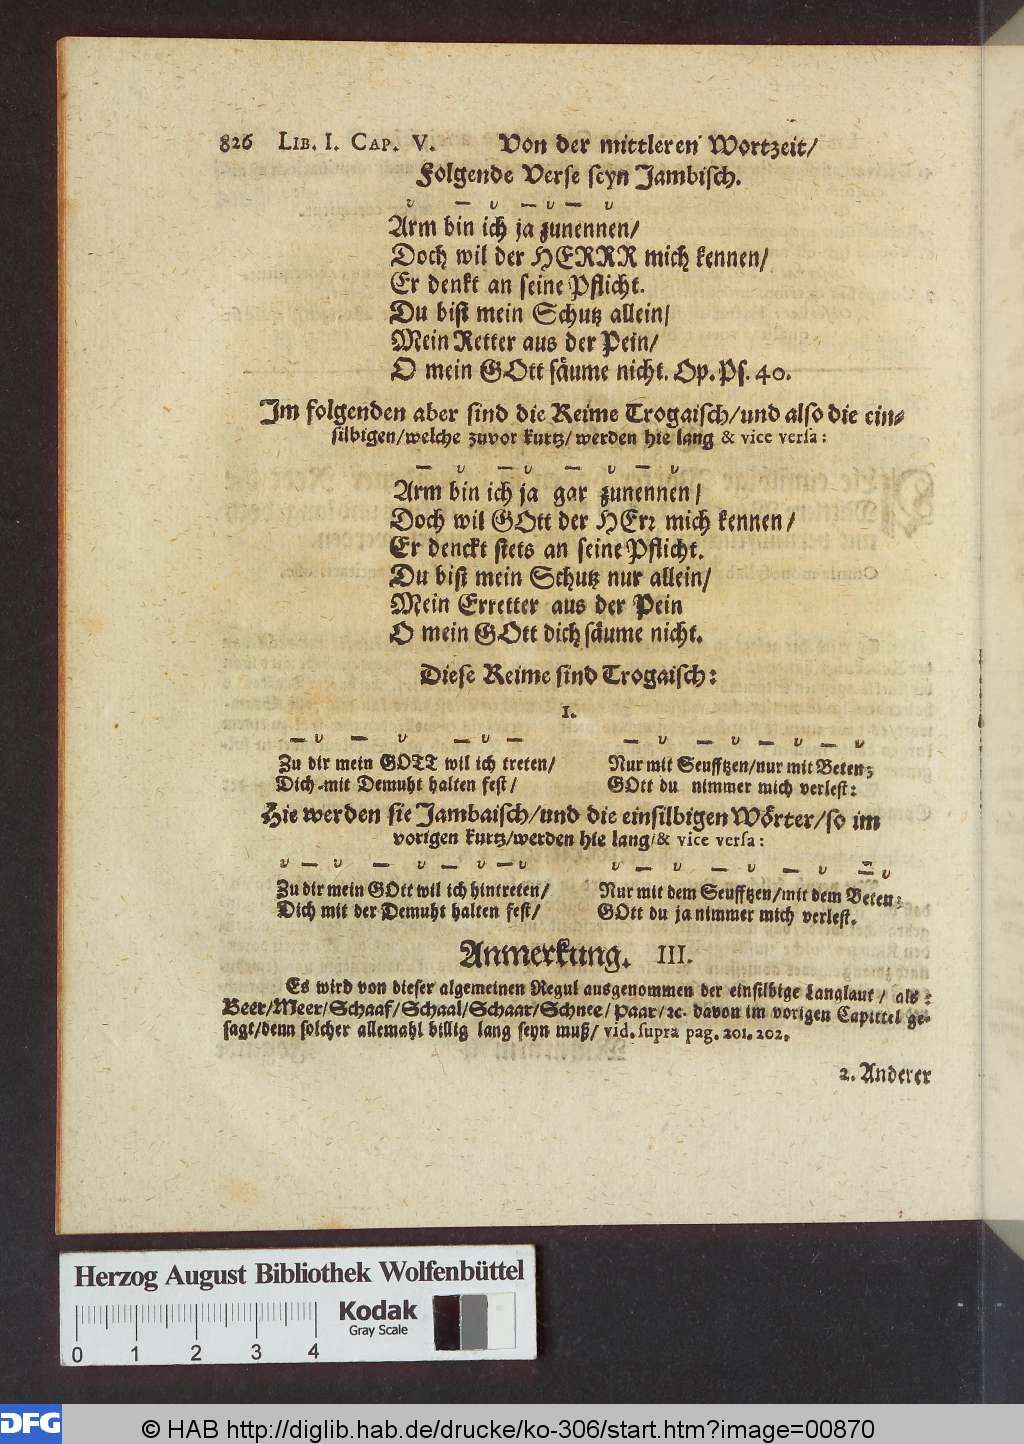 826 LIB. I. CAP. V. Von der mittleren Wortzeit/
Folgende Verse seyn Jambisch.
υ — υ — υ — υ
Arm bin ich ja zunennen/
Doch wil der HERRR mich kennen/
Er denkt an seine Pflicht.
Du bist mein Schutz allein/
Mein Retter aus der Pein/
O mein GOtt säume nicht. Op. Ps. 40.
Im folgenden aber sind die Reime Trogaisch/und also die ein-
silbigen/welche zuvor kurtz/werden hie lang & vice versa:
— υ — υ — υ — υ
Arm bin ich ja gar zunennen/
Doch wil GOtt der HErr mich kennen/
Er denckt stets an seine Pflicht.
Du bist mein Schutz nur allein/
Mein Erretter aus der Pein
O mein GOtt dich säume nicht.
Diese Reime sind Trogaisch:
1.
— υ — υ — υ — — υ — υ — υ — υ
Zu dir mein GOTT wil ich treten/ Nur mit Seufftzen/nur mit Beten;
Dich mit Demuht halten fest/ GOtt du nimmer mich verlest:
Hie werden sie Jambaisch/und die einsilbigen Wörter/so im
vorigen kurtz/werden hie lang/& vice versa:
υ — υ — υ — υ — υ υ — υ — υ — υ — υ
Zu dir mein GOtt wil ich hintreten/ Nur mit dem Seufftzen/mit dem Beten;
Dich mit der Demuht halten fest/ GOtt du ja nimmer mich verlest.
Anmerkung. III.
Es wird von dieser algemeinen Regul ausgenommen der einsilbige Langlaut/ als:
Beer/Meer/Schaaf/Schaal/Schaar/Schnee/Paar/ꝛc. davon im vorigen Capittel ge-
sagt/denn solcher allemahl billig lang seyn muß/ vid. supra pag. 201. 202.
2. Anderer
Herzog August Bibliothek Wolfenbüttel
Kodak
Gray Scale
0 1 2 3 4
DFG
© HAB http://diglib.hab.de/drucke/ko-306/start.htm?image=00870